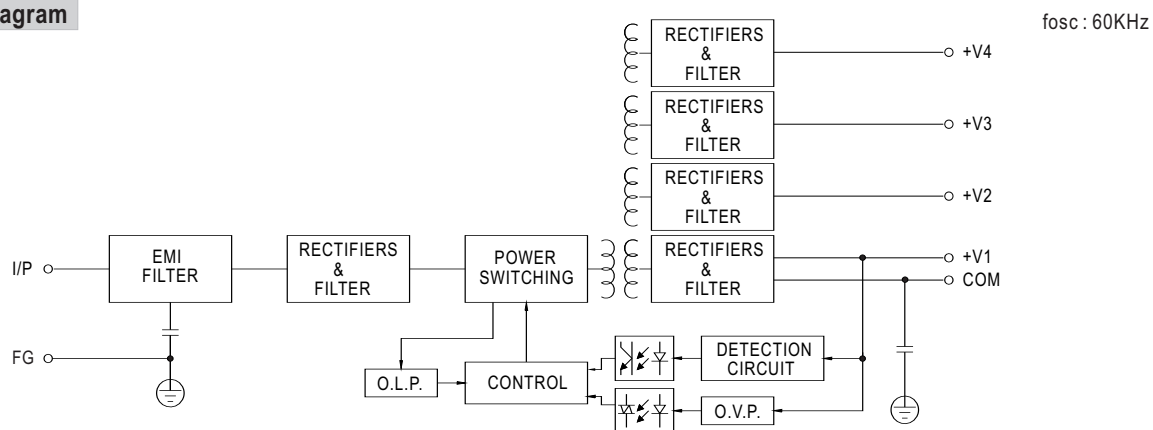 agram
fosc : 60KHz
RECTIFIERS
&
FILTER
+V4
RECTIFIERS
&
FILTER
+V3
RECTIFIERS
&
FILTER
+V2
I/P
EMI
FILTER
RECTIFIERS
&
FILTER
POWER
SWITCHING
RECTIFIERS
&
FILTER
+V1
COM
FG
O.L.P.
CONTROL
DETECTION
CIRCUIT
O.V.P.